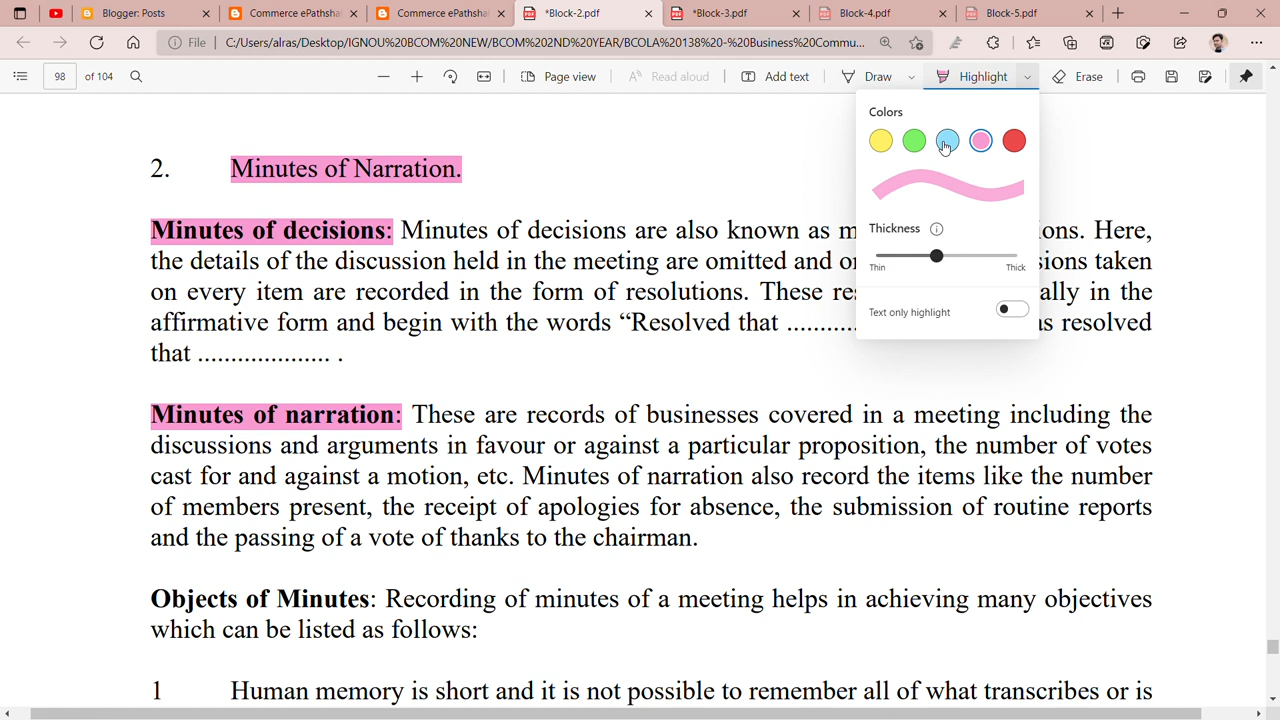 Blogger: Posts
Commerce ePathsha
Commerce ePathshal
*Block-2.pdf
*Block-3.pdf
Block-4.pdf
Block-5.pdf
File
C:/Users/alras/Desktop/IGNOU%20BCOM%20NEW/BCOM%202ND%20YEAR/BCOLA%20138%20-%20Business%20Commu...
98 of 104
Page view
Read aloud
Add text
Draw
Highlight
Erase
Colors
Thickness
Thin Thick
Text only highlight
2. Minutes of Narration.
Minutes of decisions: Minutes of decisions are also known as m ions. Here,
the details of the discussion held in the meeting are omitted and or sions taken
on every item are recorded in the form of resolutions. These res ally in the
affirmative form and begin with the words “Resolved that ........... as resolved
that .................... .
Minutes of narration: These are records of businesses covered in a meeting including the
discussions and arguments in favour or against a particular proposition, the number of votes
cast for and against a motion, etc. Minutes of narration also record the items like the number
of members present, the receipt of apologies for absence, the submission of routine reports
and the passing of a vote of thanks to the chairman.
Objects of Minutes: Recording of minutes of a meeting helps in achieving many objectives
which can be listed as follows:
1 Human memory is short and it is not possible to remember all of what transcribes or is